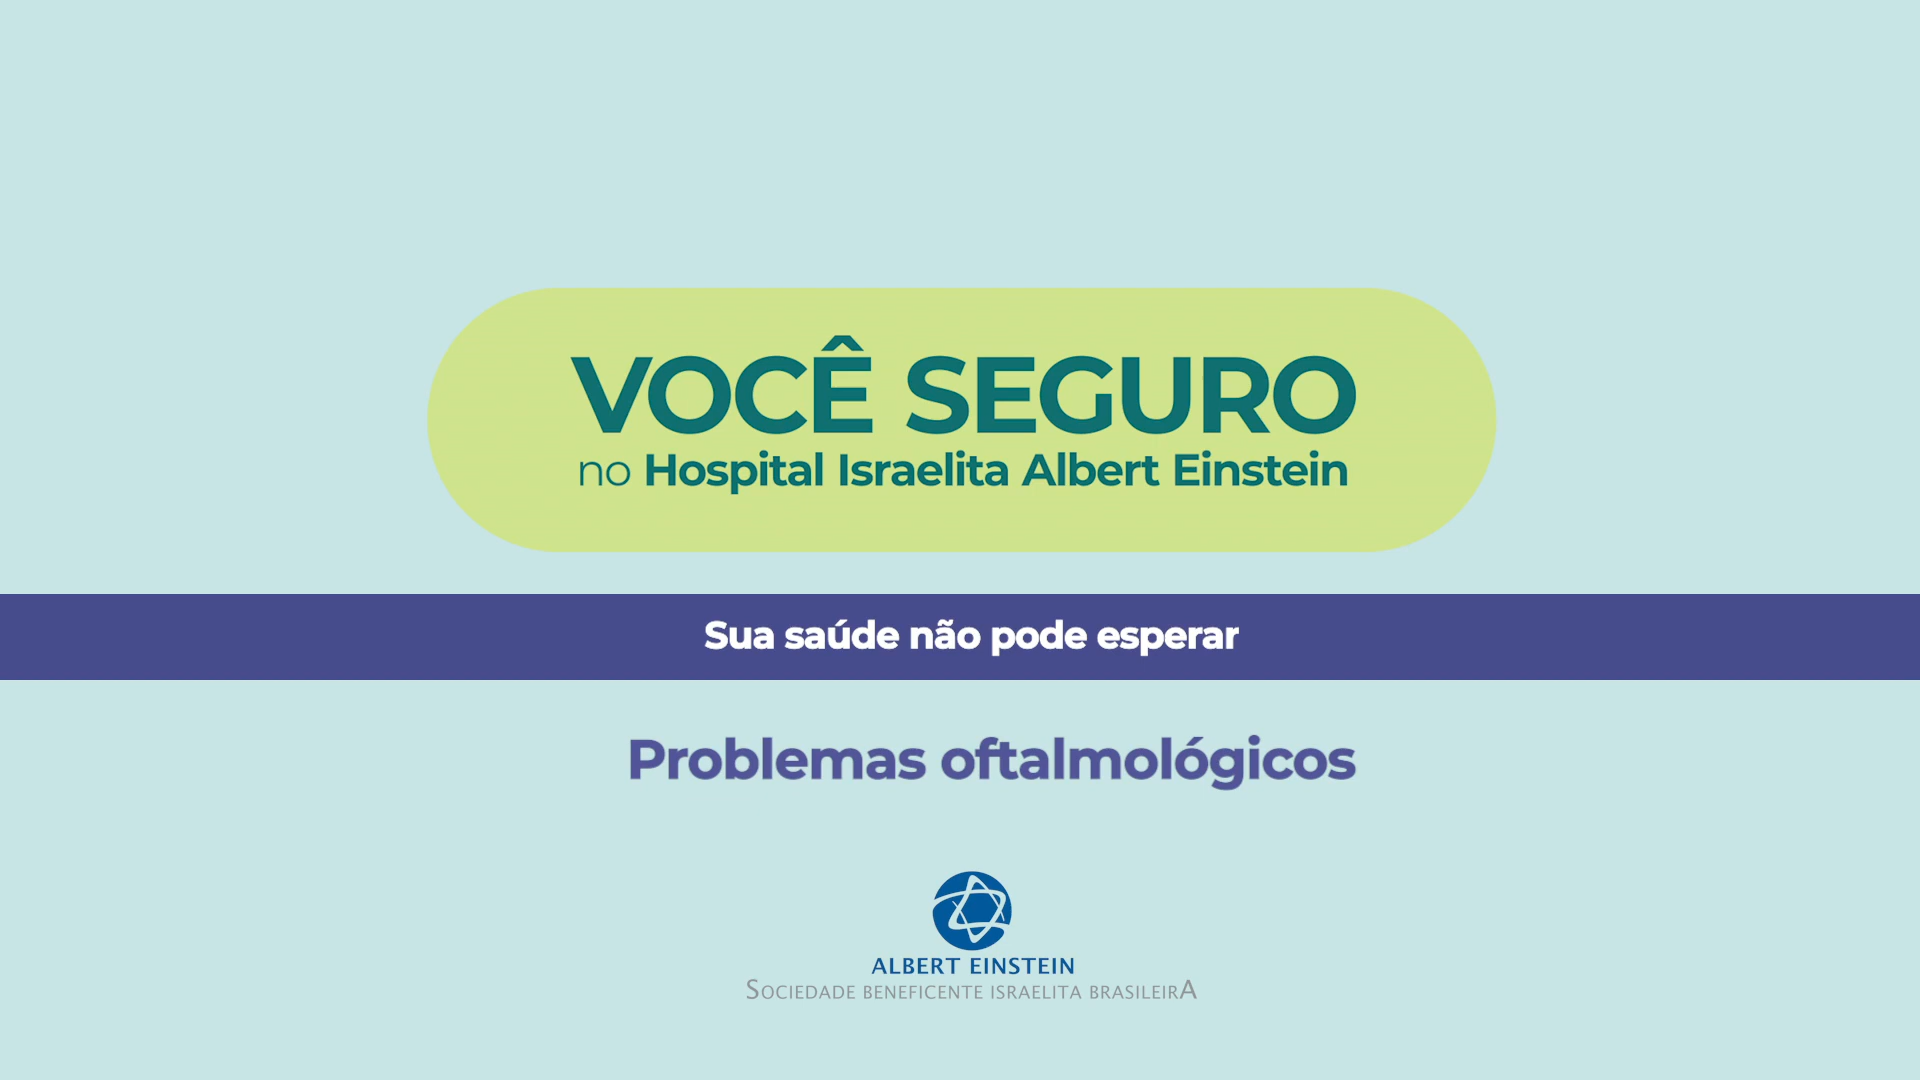 VOCÊ SEGURO
no Hospital Israelita Albert Einstein
Sua saúde não pode esperar
Problemas oftalmológicos
ALBERT EINSTEIN
SOCIEDADE BENEFICENTE ISRAELITA BRASILEIRA